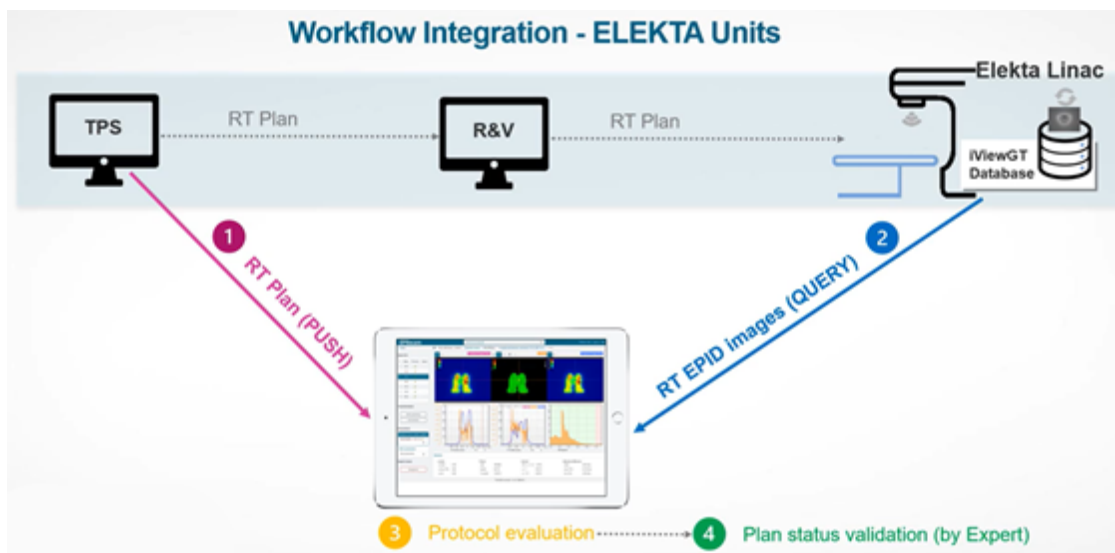 Workflow Integration - ELEKTA Units
Elekta Linac
TPS
RT Plan
R&V
RT Plan
iViewGT
Database
1
2
RT Plan (PUSH)
RT EPID images (QUERY)
3 Protocol evaluation
4 Plan status validation (by Expert)